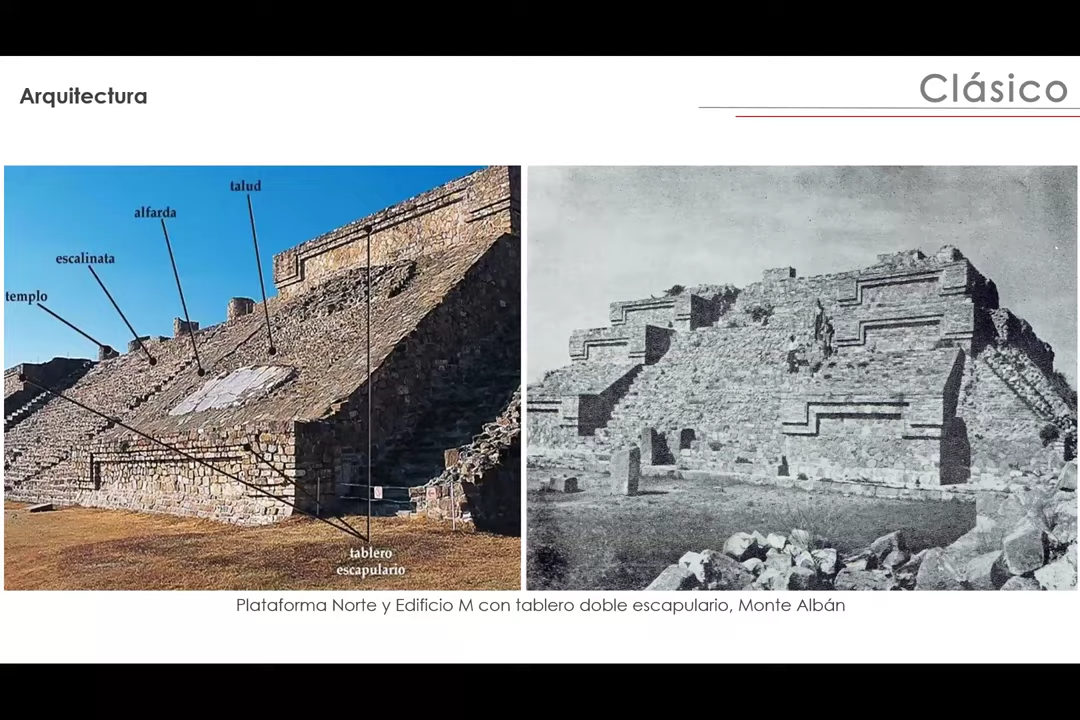 Arquitectura
Clásico
talud
alfarda
escalinata
templo
tablero
escapulario
Plataforma Norte y Edificio M con tablero doble escapulario, Monte Albán